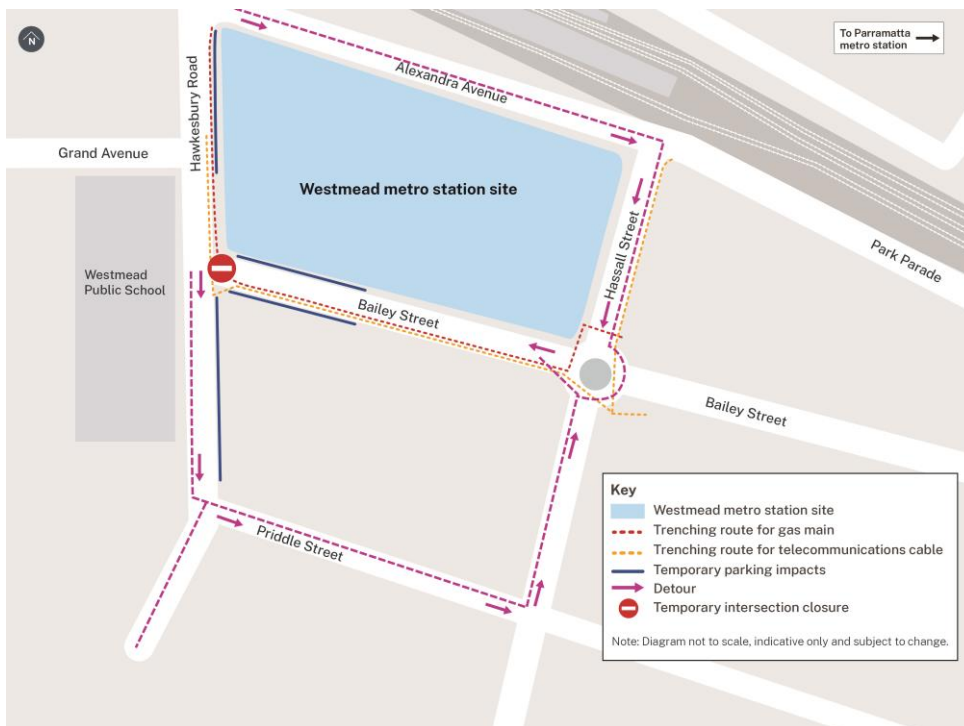 N
To Parramatta
metro station
Alexandra Avenue
Hawkesbury Road
Grand Avenue
Westmead metro station site
Hassall Street
Park Parade
Westmead
Public School
Bailey Street
Bailey Street
Priddle Street
Key
Westmead metro station site
Trenching route for gas main
Trenching route for telecommunications cable
Temporary parking impacts
Detour
Temporary intersection closure
Note: Diagram not to scale, indicative only and subject to change.